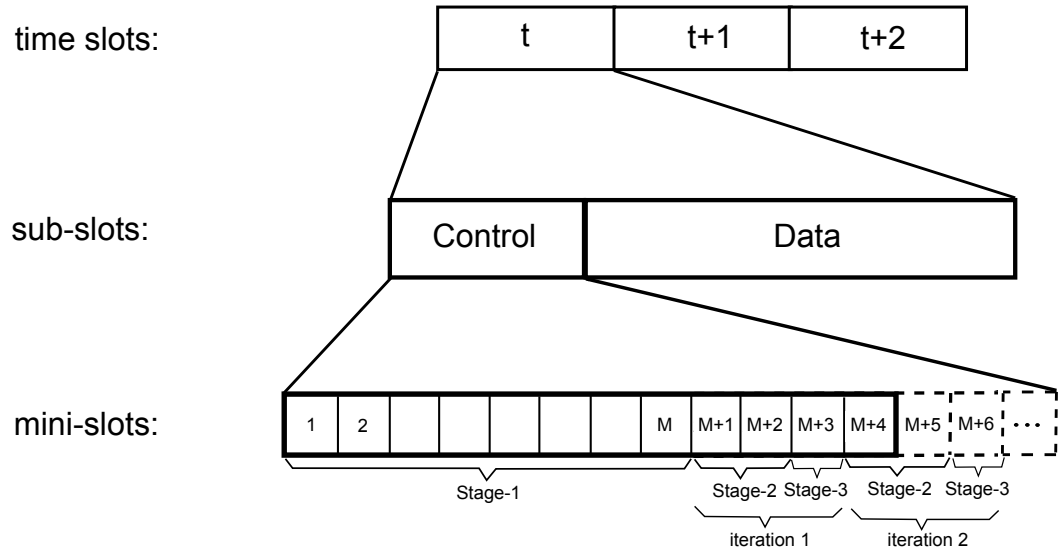 time slots: t t+1 t+2
sub-slots: Control Data
mini-slots: 1 2 M M+1 M+2 M+3 M+4 M+5 M+6 ...
Stage-1 Stage-2 Stage-3 Stage-2 Stage-3
iteration 1 iteration 2